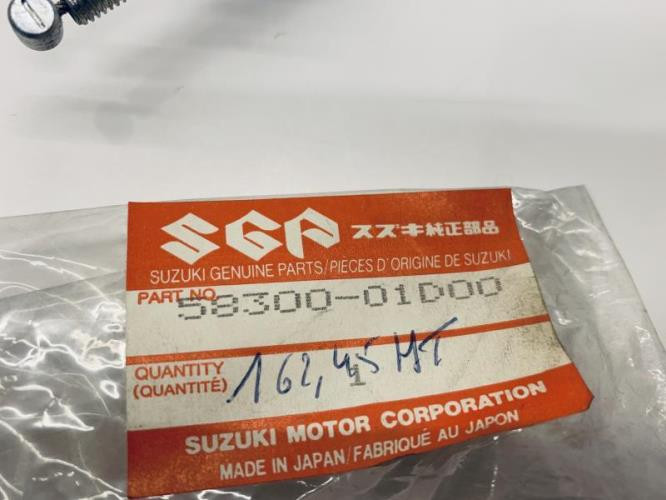 SGP スズキ純正部品
SUZUKI GENUINE PARTS/PIECES D'ORIGINE DE SUZUKI
PART NO. 58300-01D00
QUANTITY
(QUANTITÉ) 1
162,45 HT
SUZUKI MOTOR CORPORATION
MADE IN JAPAN/FABRIQUÉ AU JAPON